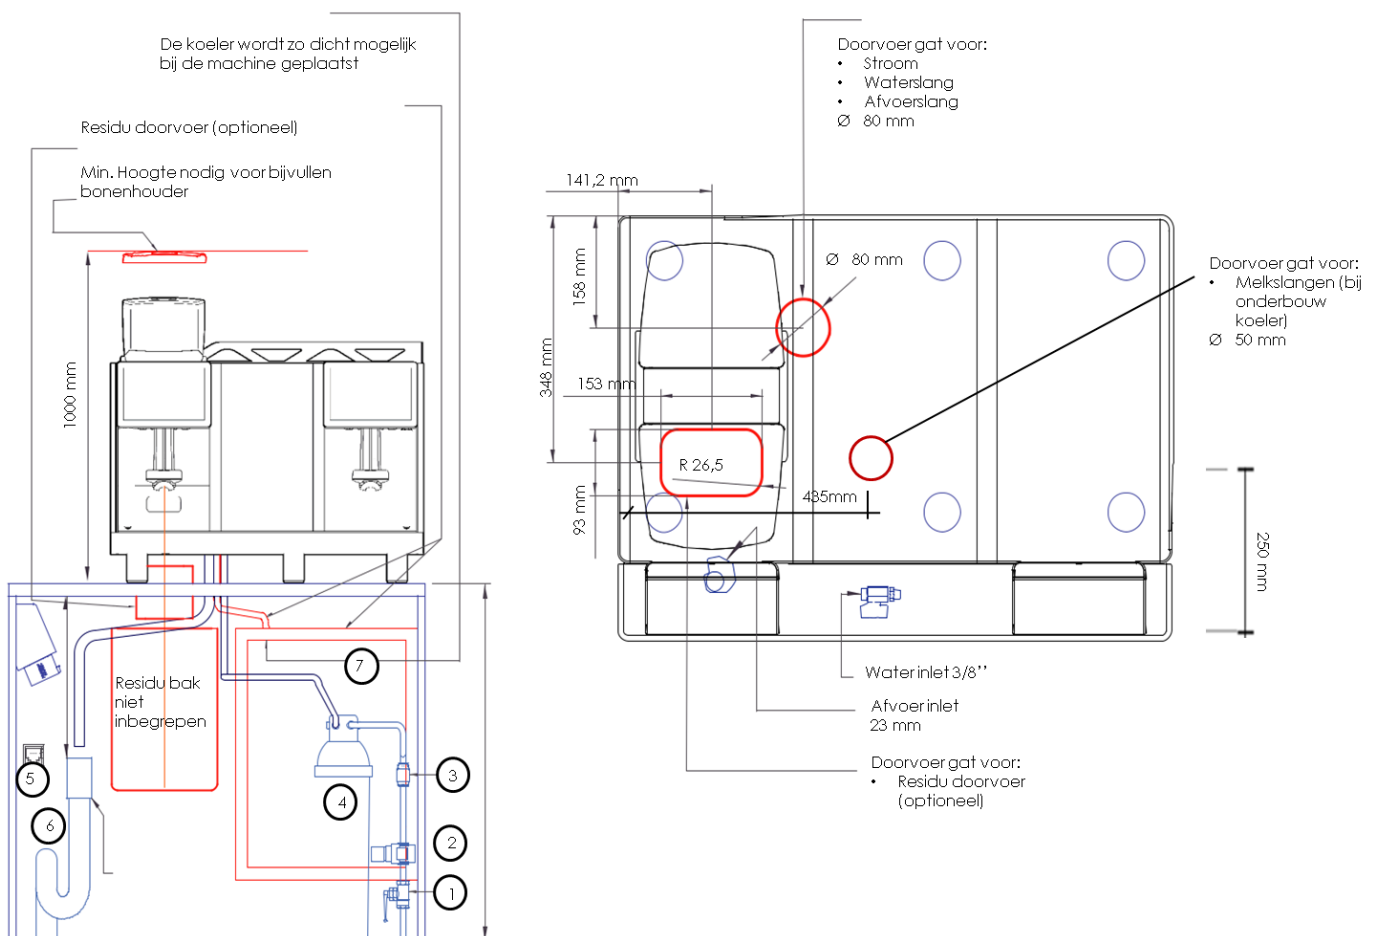 De koeler wordt zo dicht mogelijk
bij de machine geplaatst
Residu doorvoer (optioneel)
Min. Hoogte nodig voor bijvullen
bonenhouder
1000 mm
Residu bak
niet
inbegrepen
7
5
6
4
3
2
1
Doorvoer gat voor:
• Stroom
• Waterslang
• Afvoerslang
Ø 80 mm
141,2 mm
158 mm
348 mm
Ø 80 mm
153 mm
R 26,5
93 mm
435mm
Doorvoer gat voor:
• Melkslangen (bij
onderbouw
koeler)
Ø 50 mm
250 mm
Water inlet 3/8’’
Afvoer inlet
23 mm
Doorvoer gat voor:
• Residu doorvoer
(optioneel)